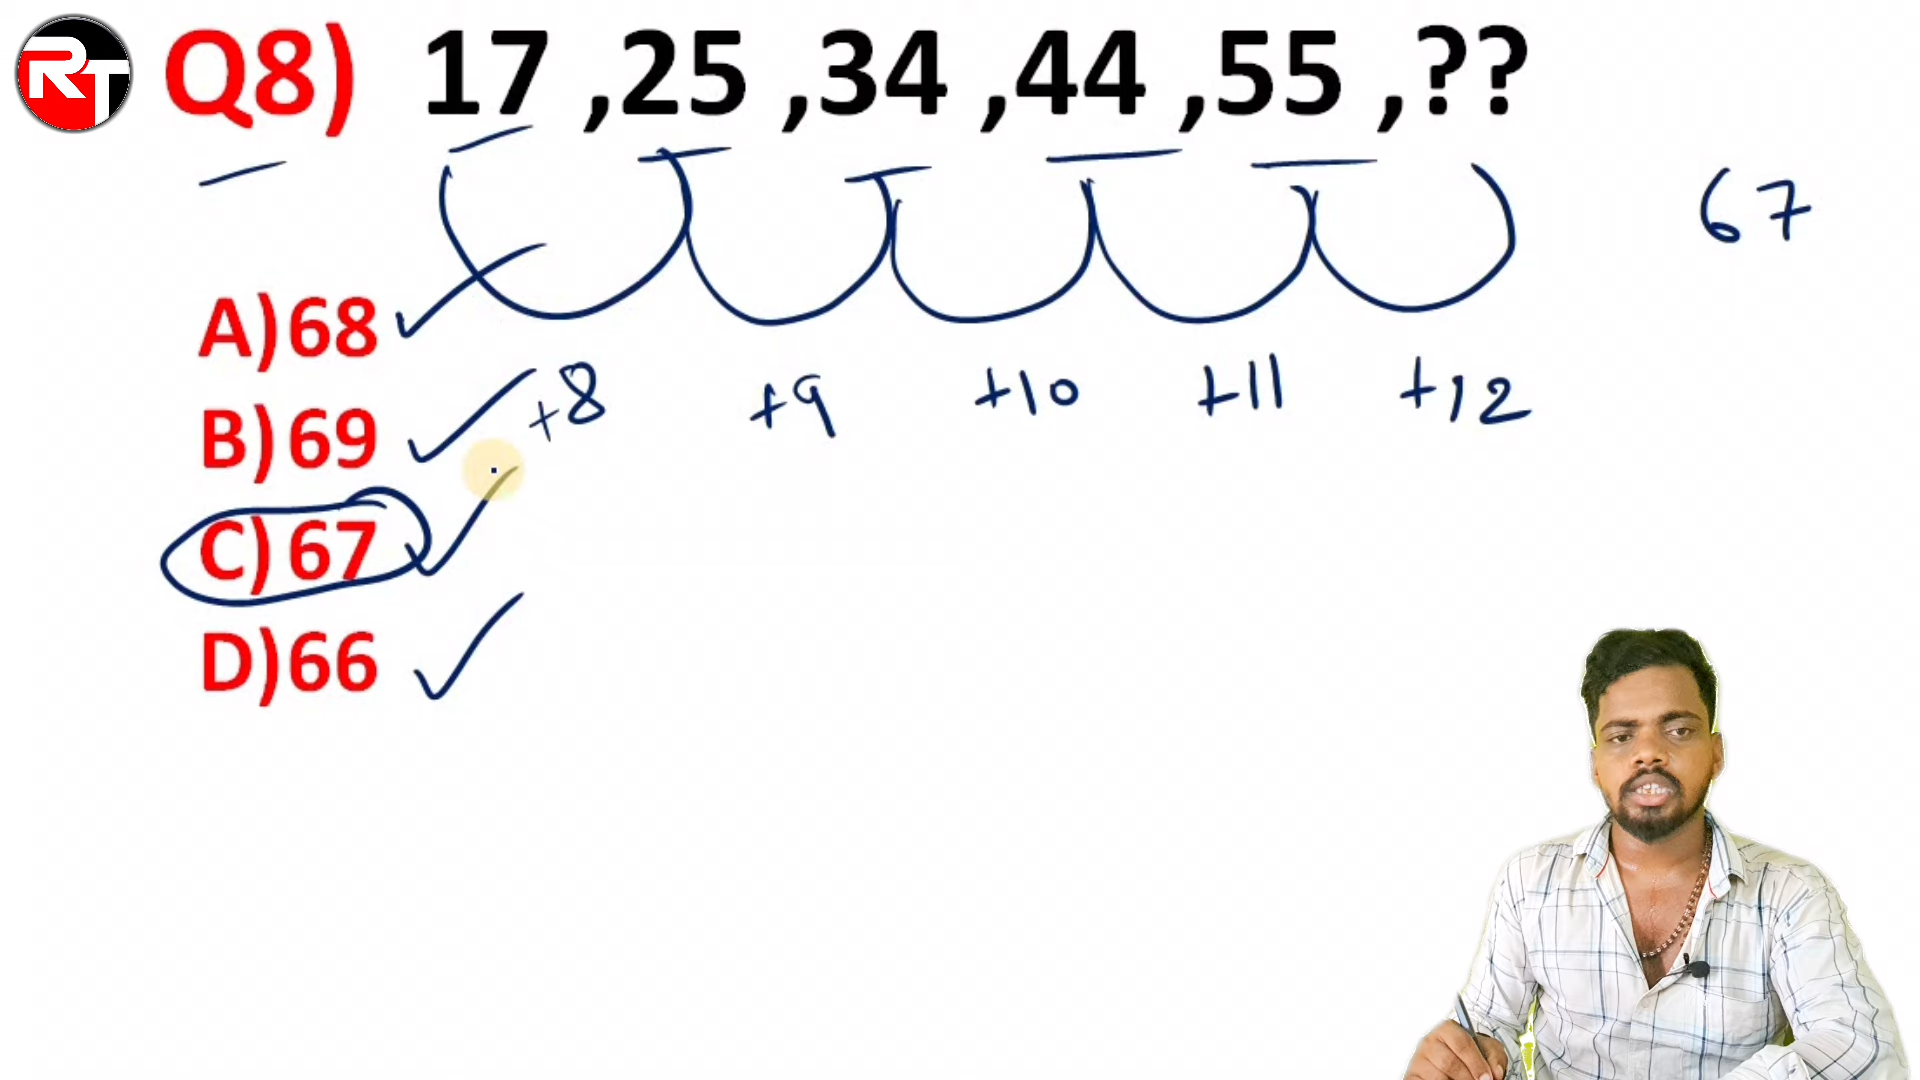 RT
Q8) 17 ,25 ,34 ,44 ,55 ,??
67
A)68
+8 +9 +10 +11 +12
B)69
C)67
D)66